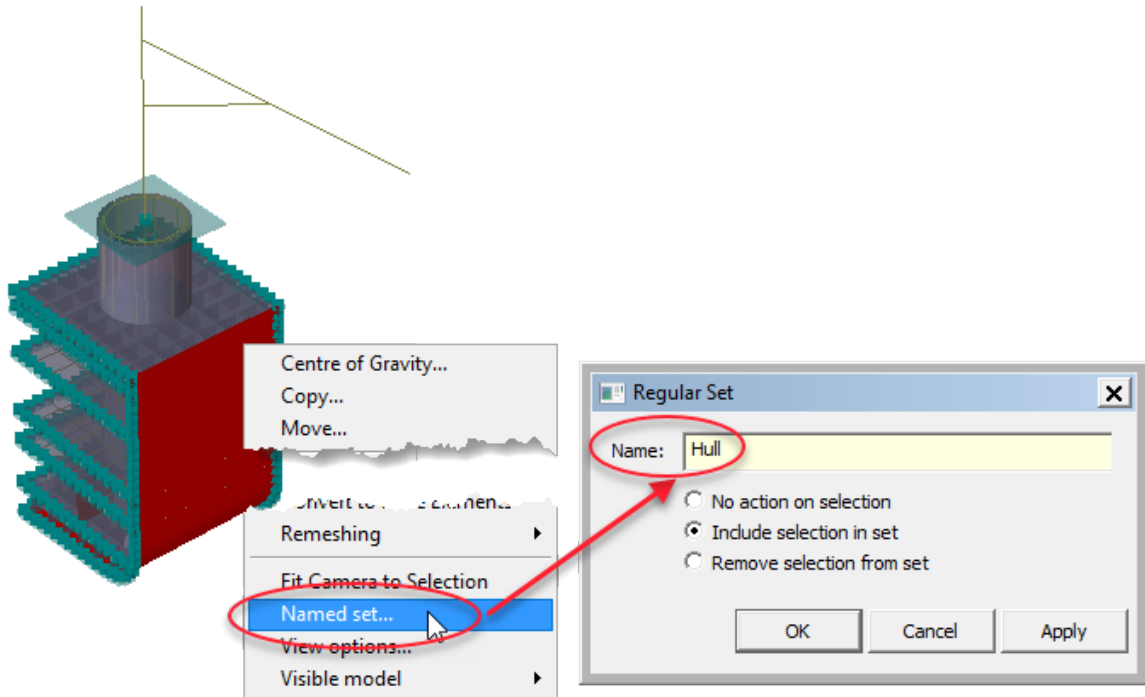 Centre of Gravity...
Copy...
Move...
Remeshing
Fit Camera to Selection
Named set...
View options...
Visible model
Regular Set
Name: Hull
No action on selection
Include selection in set
Remove selection from set
OK Cancel Apply